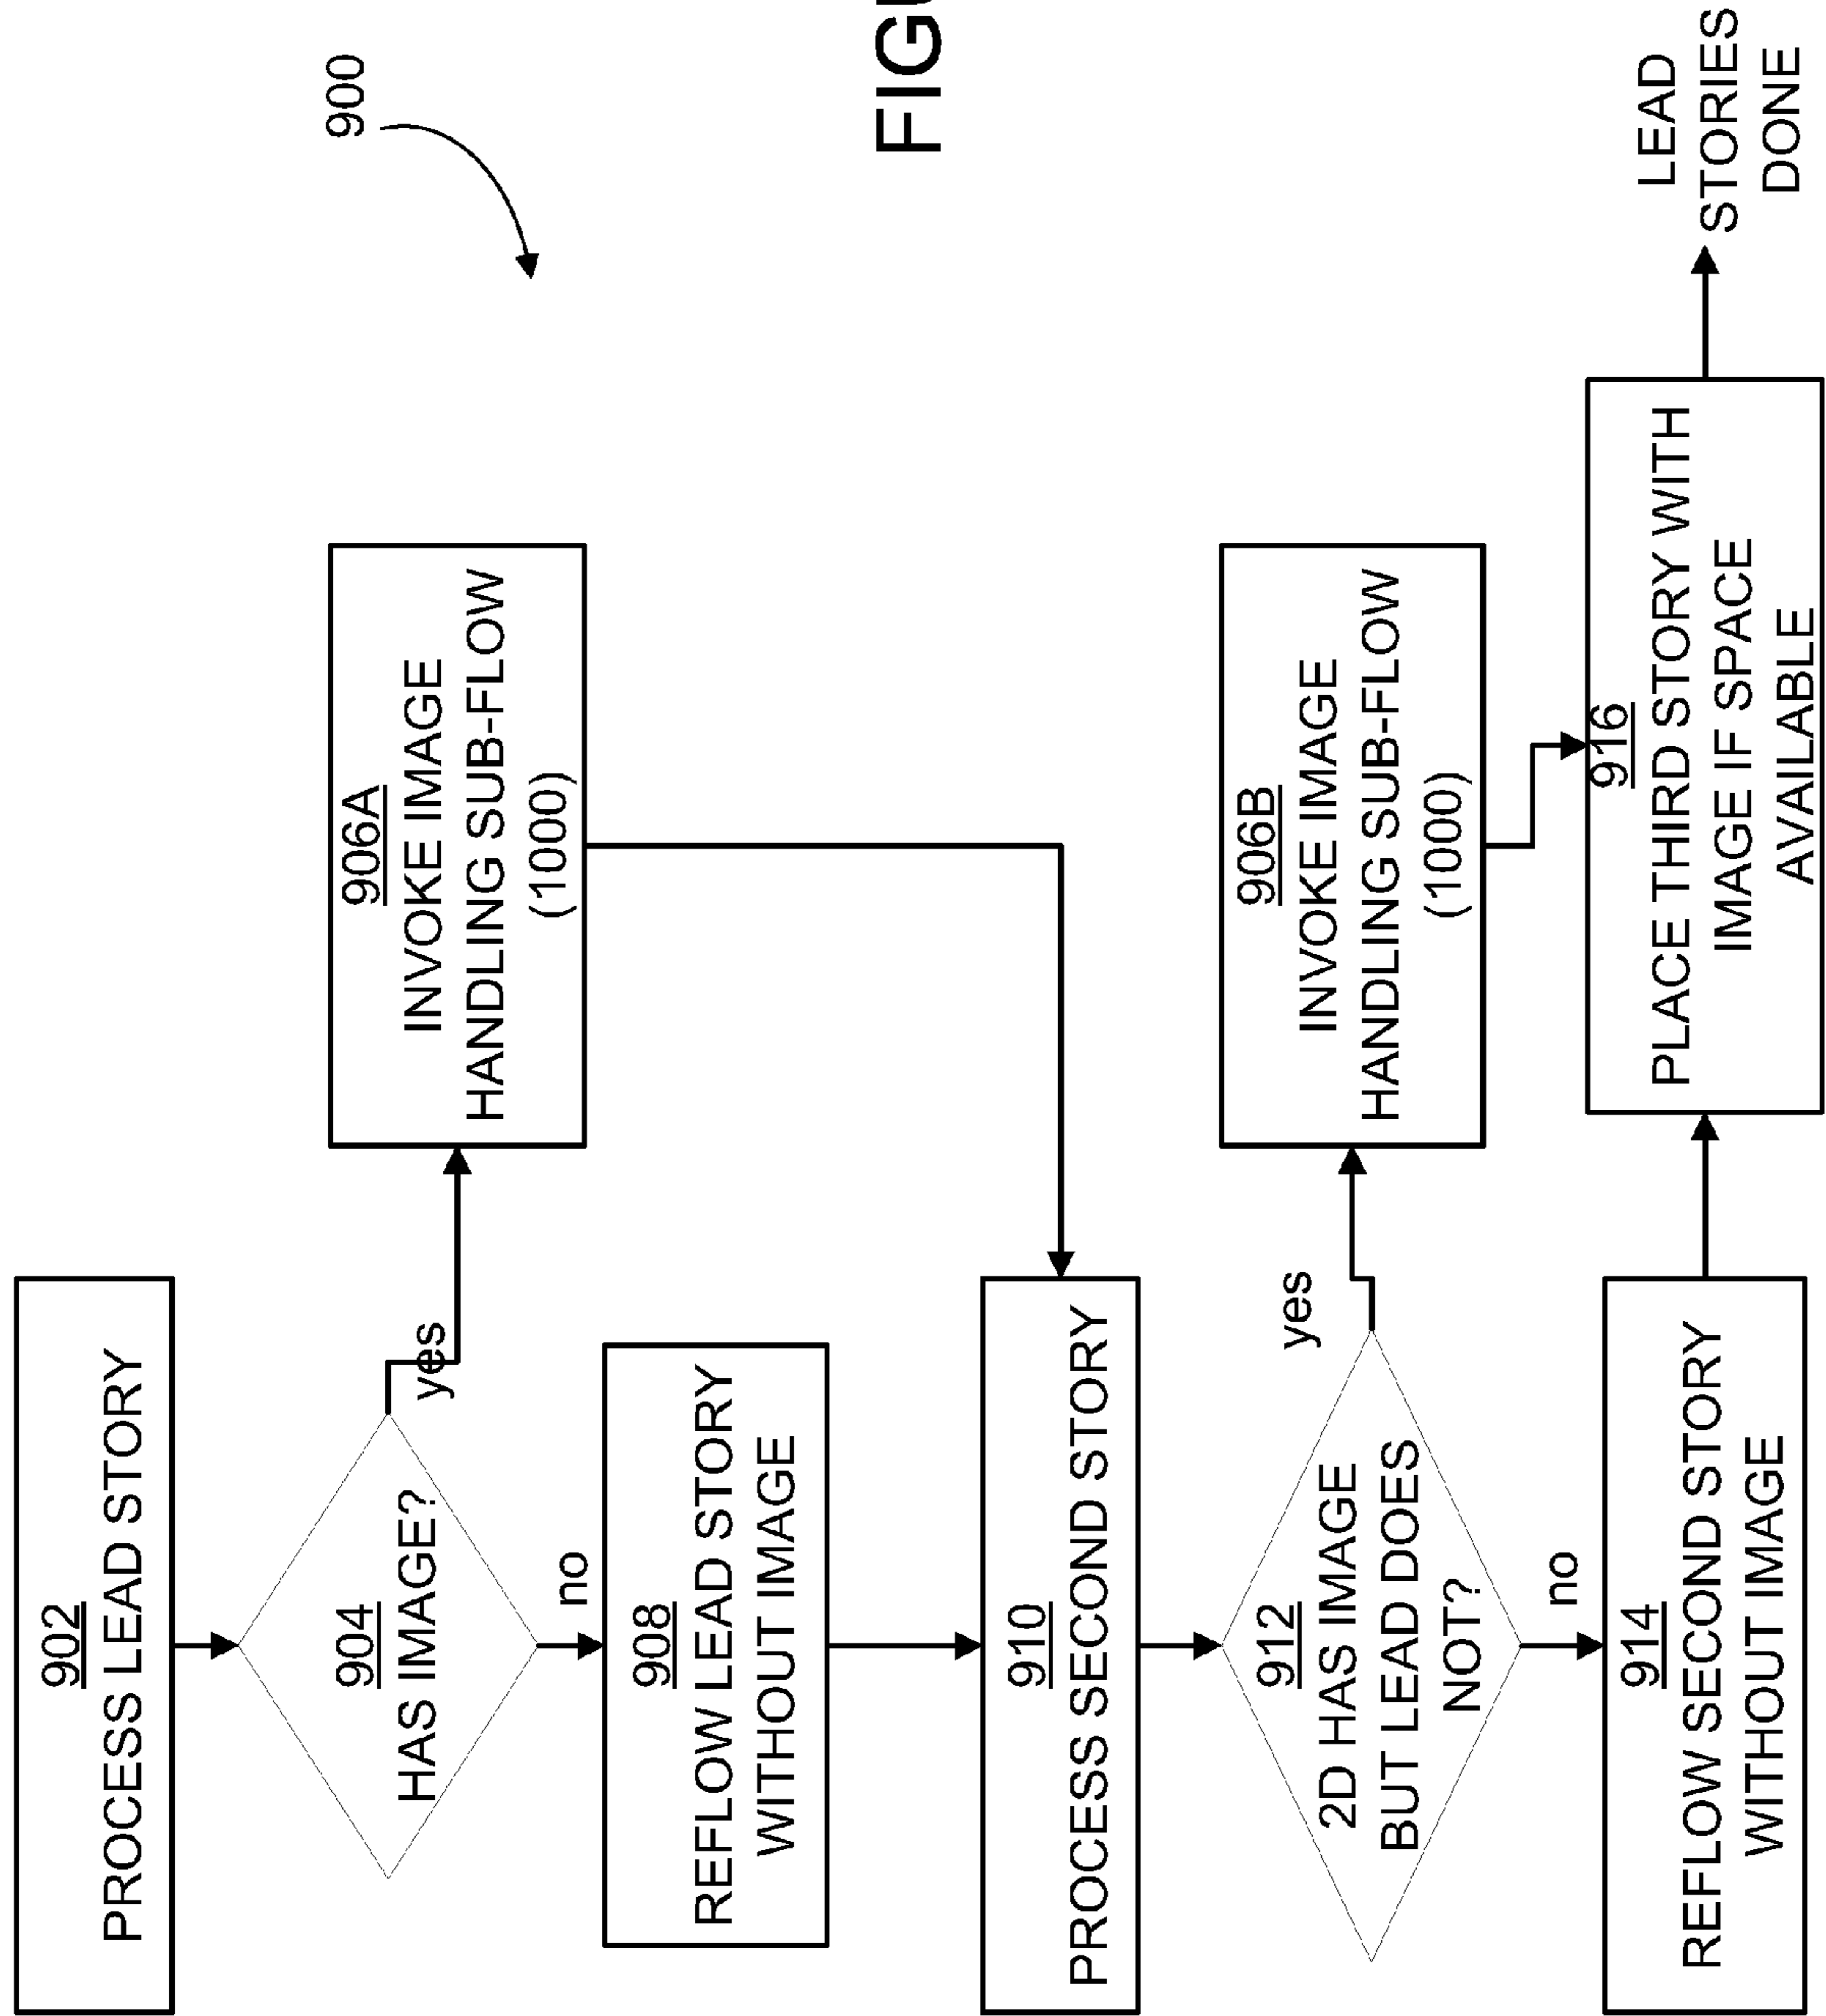 900
902
PROCESS LEAD STORY
904
HAS IMAGE?
yes
906A
INVOKE IMAGE
HANDLING SUB-FLOW
(1000)
no
908
REFLOW LEAD STORY
WITHOUT IMAGE
910
PROCESS SECOND STORY
912
2D HAS IMAGE
BUT LEAD DOES
NOT?
yes
906B
INVOKE IMAGE
HANDLING SUB-FLOW
(1000)
no
914
REFLOW SECOND STORY
WITHOUT IMAGE
916
PLACE THIRD STORY WITH
IMAGE IF SPACE
AVAILABLE
LEAD
STORIES
DONE